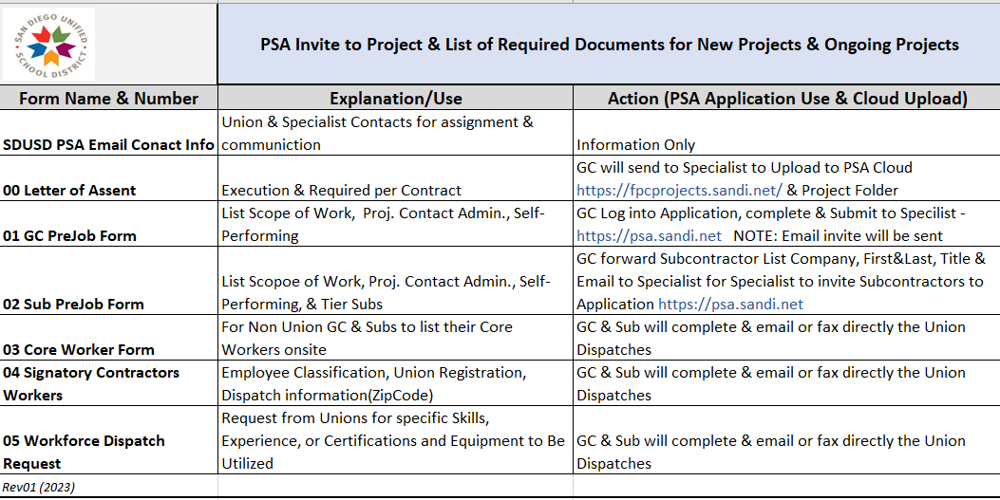 SAN DIEGO UNIFIED
SCHOOL DISTRICT
PSA Invite to Project & List of Required Documents for New Projects & Ongoing Projects
Form Name & Number
Explanation/Use
Action (PSA Application Use & Cloud Upload)
SDUSD PSA Email Conact Info
Union & Specialist Contacts for assignment &
communiction
Information Only
00 Letter of Assent
Execution & Required per Contract
GC will send to Specialist to Upload to PSA Cloud
https://fpcprojects.sandi.net/ & Project Folder
01 GC PreJob Form
List Scope of Work, Proj. Contact Admin., Self-
Performing
GC Log into Application, complete & Submit to Specilist -
https://psa.sandi.net NOTE: Email invite will be sent
02 Sub PreJob Form
List Scopoe of Work, Proj. Contact Admin., Self-
Performing, & Tier Subs
GC forward Subcontractor List Company, First&Last, Title &
Email to Specialist for Specialist to invite Subcontractors to
Application https://psa.sandi.net
03 Core Worker Form
For Non Union GC & Subs to list their Core
Workers onsite
GC & Sub will complete & email or fax directly the Union
Dispatches
04 Signatory Contractors
Workers
Employee Classification, Union Registration,
Dispatch information(ZipCode)
GC & Sub will complete & email or fax directly the Union
Dispatches
05 Workforce Dispatch
Request
Request from Unions for specific Skills,
Experience, or Certifications and Equipment to Be
Utilized
GC & Sub will complete & email or fax directly the Union
Dispatches
Rev01 (2023)